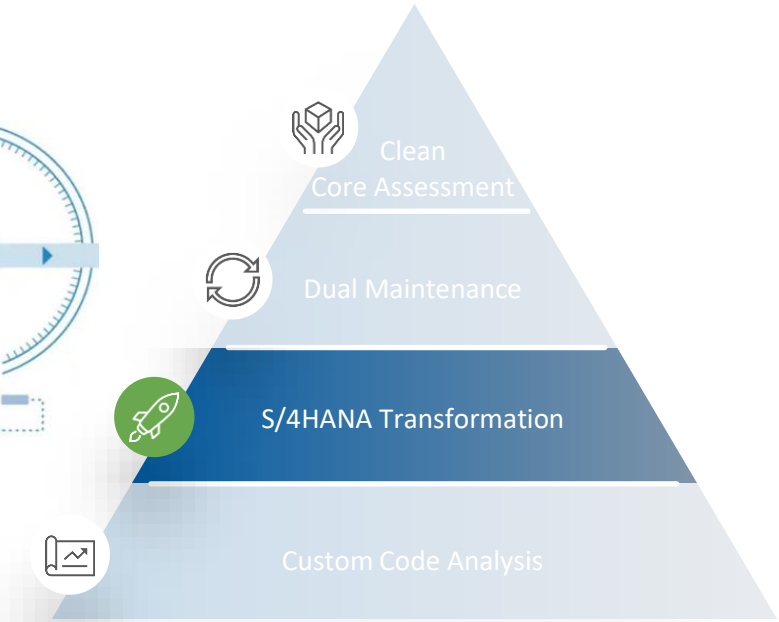 Clean
Core Assessment
Dual Maintenance
S/4HANA Transformation
Custom Code Analysis